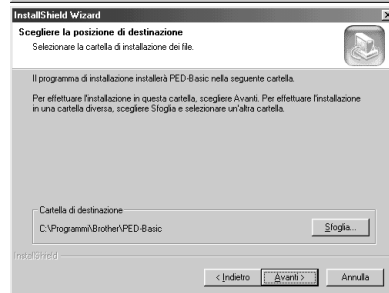 InstallShield Wizard
Scegliere la posizione di destinazione
Selezionare la cartella di installazione dei file.
Il programma di installazione installerà PED-Basic nella seguente cartella.
Per effettuare l'installazione in questa cartella, scegliere Avanti. Per effettuare l'installazione
in una cartella diversa, scegliere Sfoglia e selezionare un'altra cartella.
Cartella di destinazione
C:\Programmi\Brother\PED-Basic
Sfoglia...
InstallShield
< Indietro
Avanti >
Annulla